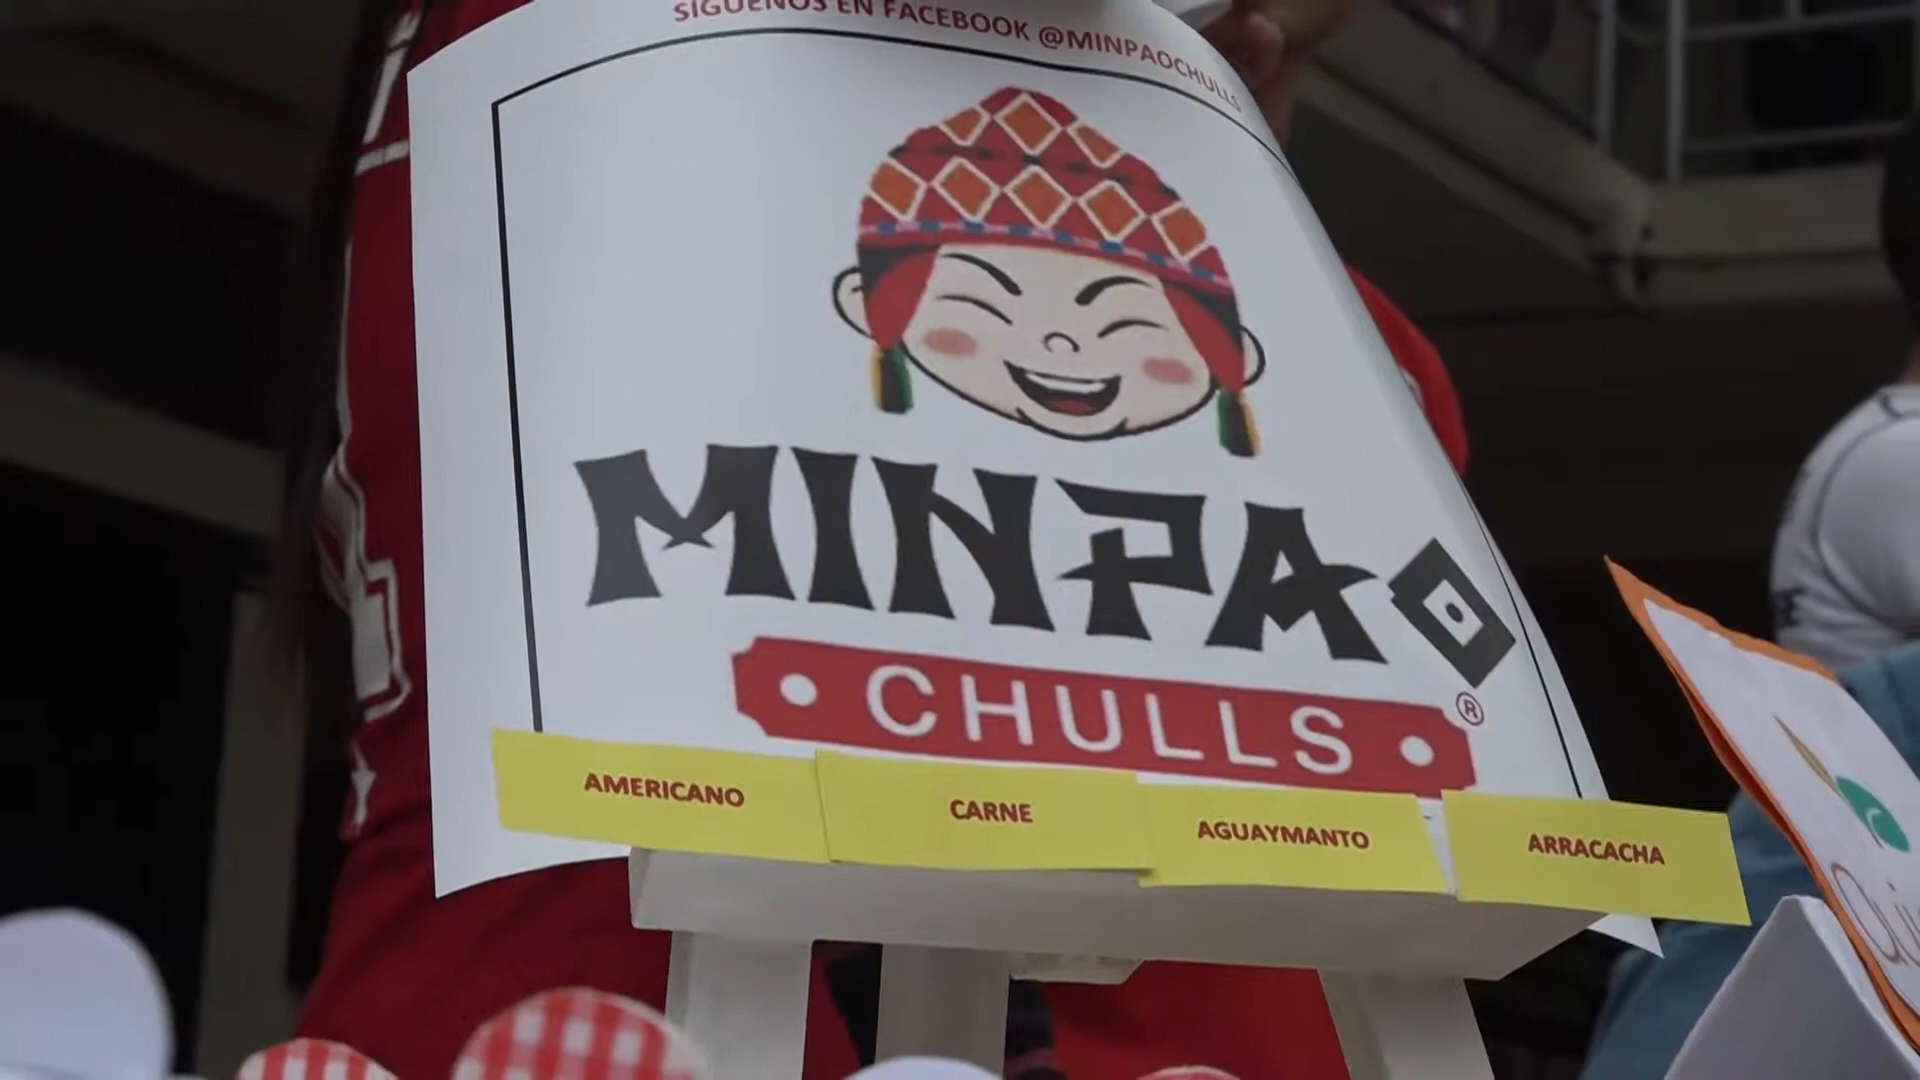 SÍGUENOS EN FACEBOOK @MINPAOCHULLS
MINPAO
CHULLS
®
AMERICANO
CARNE
AGUAYMANTO
ARRACACHA